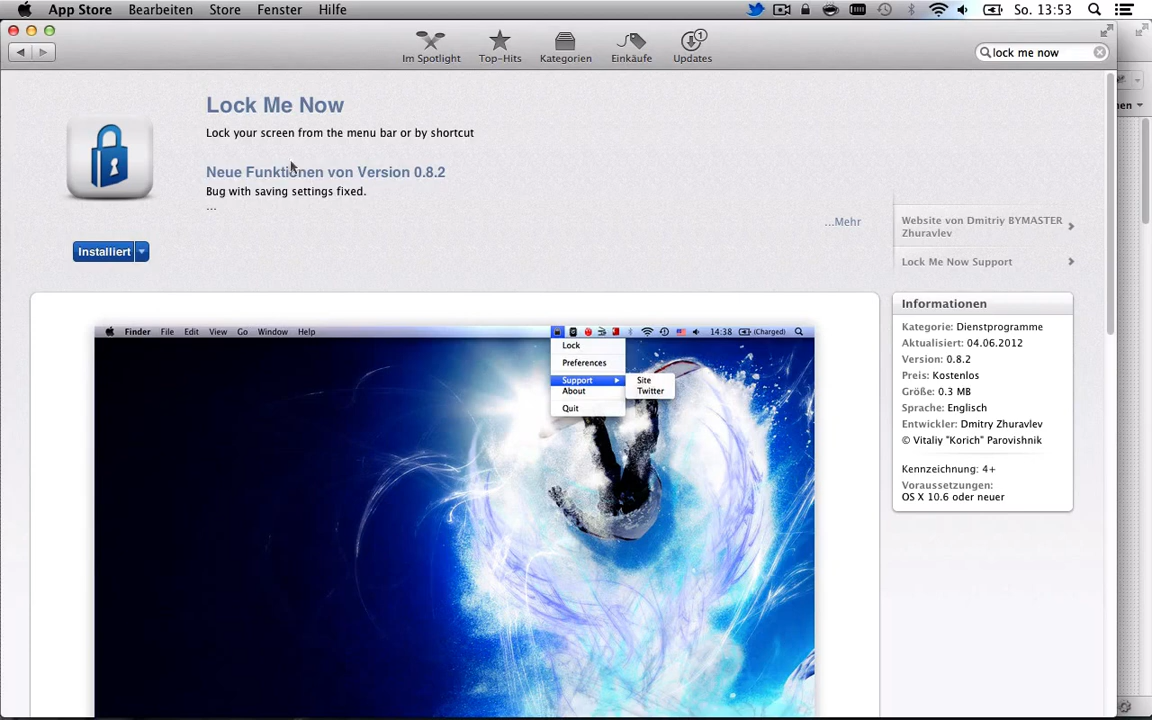 App Store Bearbeiten Store Fenster Hilfe So. 13:53
Im Spotlight Top-Hits Kategorien Einkäufe Updates 1
lock me now
Lock Me Now
Lock your screen from the menu bar or by shortcut
Neue Funktionen von Version 0.8.2
Bug with saving settings fixed.
...
...Mehr
Installiert
Website von Dmitriy BYMASTER
Zhuravlev
Lock Me Now Support
Informationen
Kategorie: Dienstprogramme
Aktualisiert: 04.06.2012
Version: 0.8.2
Preis: Kostenlos
Größe: 0.3 MB
Sprache: Englisch
Entwickler: Dmitry Zhuravlev
© Vitaliy "Korich" Parovishnik
Kennzeichnung: 4+
Voraussetzungen:
OS X 10.6 oder neuer
Finder File Edit View Go Window Help 14:38 (Charged)
Lock
Preferences
Support
Site
About
Twitter
Quit